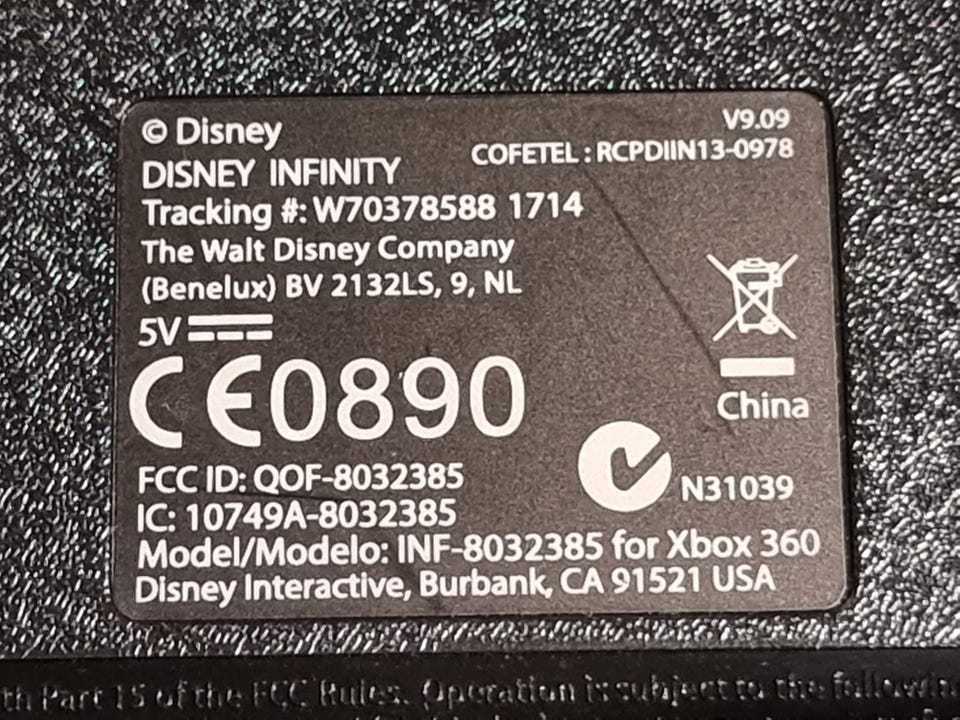 © Disney
V9.09
DISNEY INFINITY
COFETEL : RCPDIIN13-0978
Tracking #: W70378588 1714
The Walt Disney Company
(Benelux) BV 2132LS, 9, NL
5V
CE0890
China
FCC ID: QOF-8032385
N31039
IC: 10749A-8032385
Model/Modelo: INF-8032385 for Xbox 360
Disney Interactive, Burbank, CA 91521 USA
th Part 15 of the FCC Rules. Operation is subject to the followin